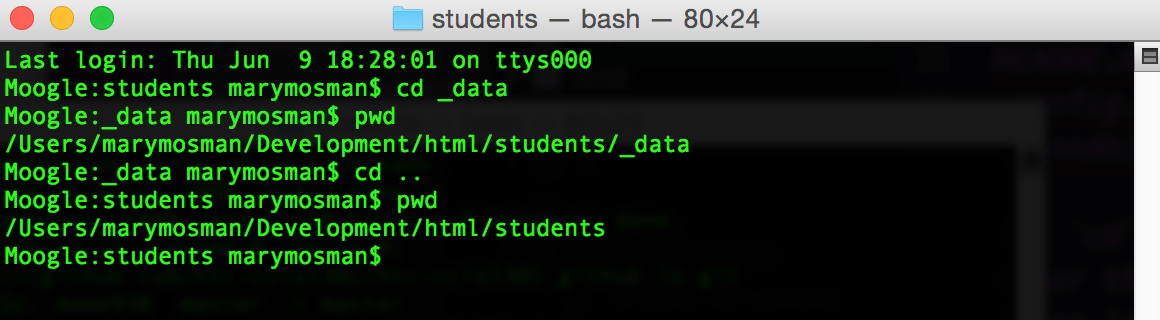 students — bash — 80×24
Last login: Thu Jun  9 18:28:01 on ttys000
Moogle:students marymosman$ cd _data
Moogle:_data marymosman$ pwd
/Users/marymosman/Development/html/students/_data
Moogle:_data marymosman$ cd ..
Moogle:students marymosman$ pwd
/Users/marymosman/Development/html/students
Moogle:students marymosman$